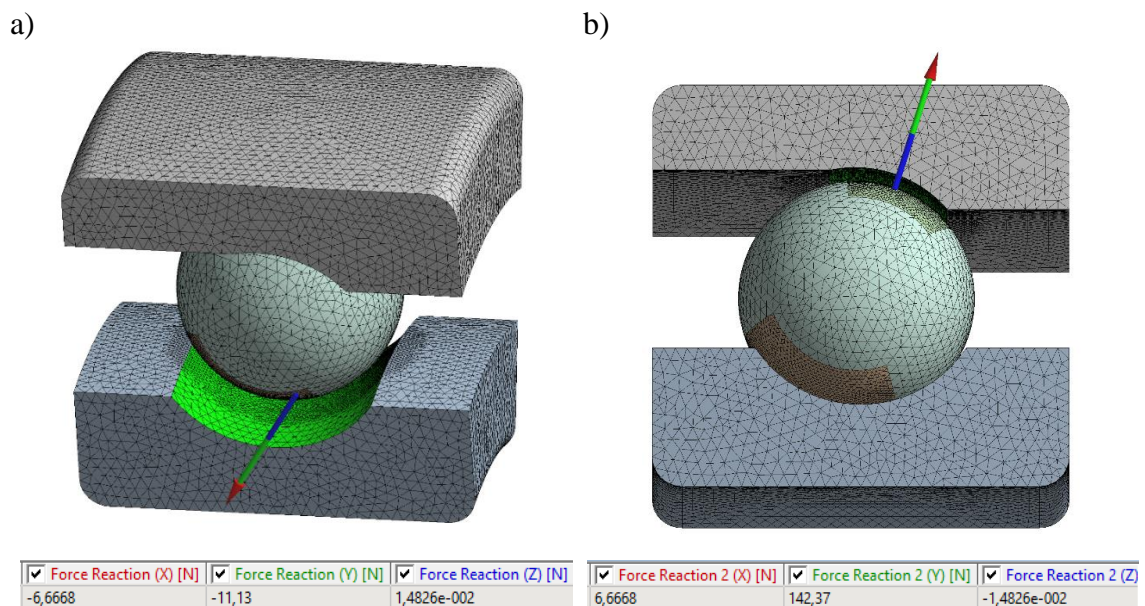 a)
b)
Force Reaction (X) [N] Force Reaction (Y) [N] Force Reaction (Z) [N]
-6,6668 -11,13 1,4826e-002
Force Reaction 2 (X) [N] Force Reaction 2 (Y) [N] Force Reaction 2 (Z)
6,6668 142,37 -1,4826e-002